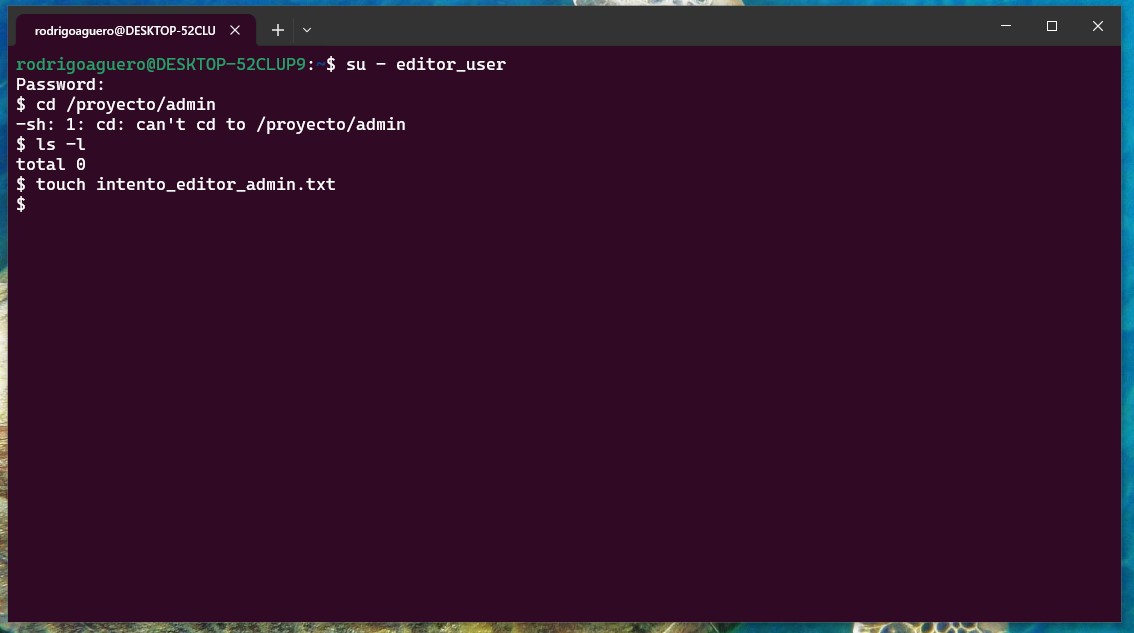 rodrigoaguero@DESKTOP-52CLU
rodrigoaguero@DESKTOP-52CLUP9:~$ su - editor_user
Password:
$ cd /proyecto/admin
-sh: 1: cd: can't cd to /proyecto/admin
$ ls -l
total 0
$ touch intento_editor_admin.txt
$